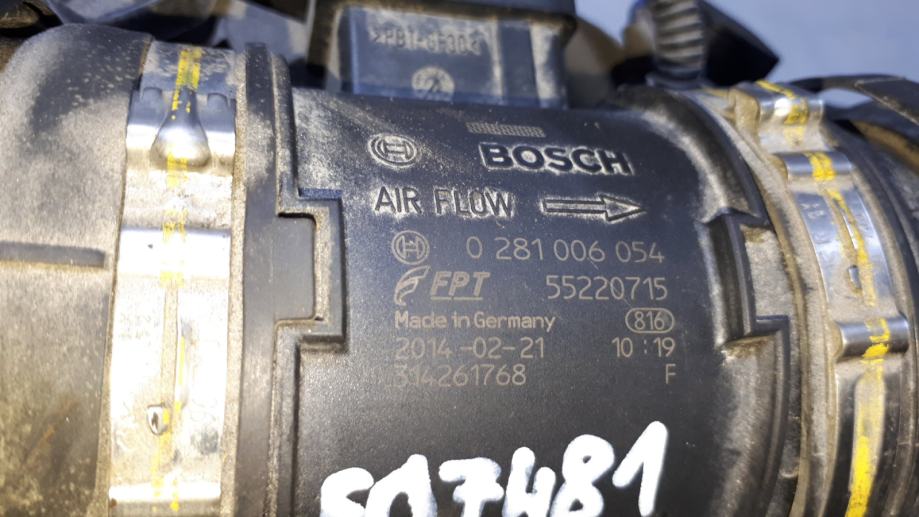 BOSCH
AIR FLOW
0 281 006 054
FPT 55220715
Made in Germany 816
2014-02-21 10:19
314261768 F
507481